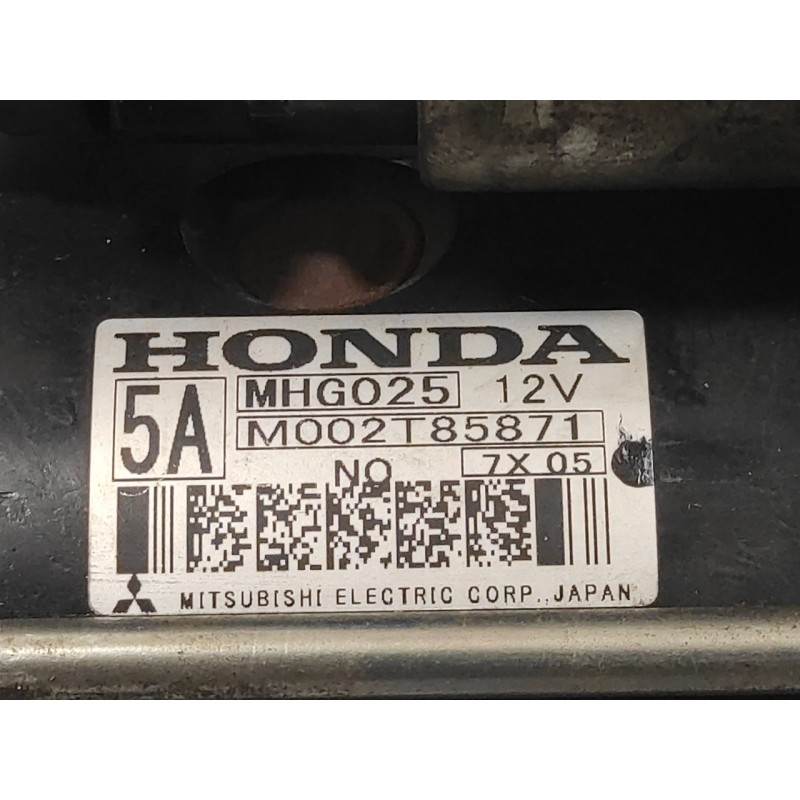 HONDA
5A
MHG025 12V
M002T85871
NO 7X 05
MITSUBISHI ELECTRIC CORP., JAPAN